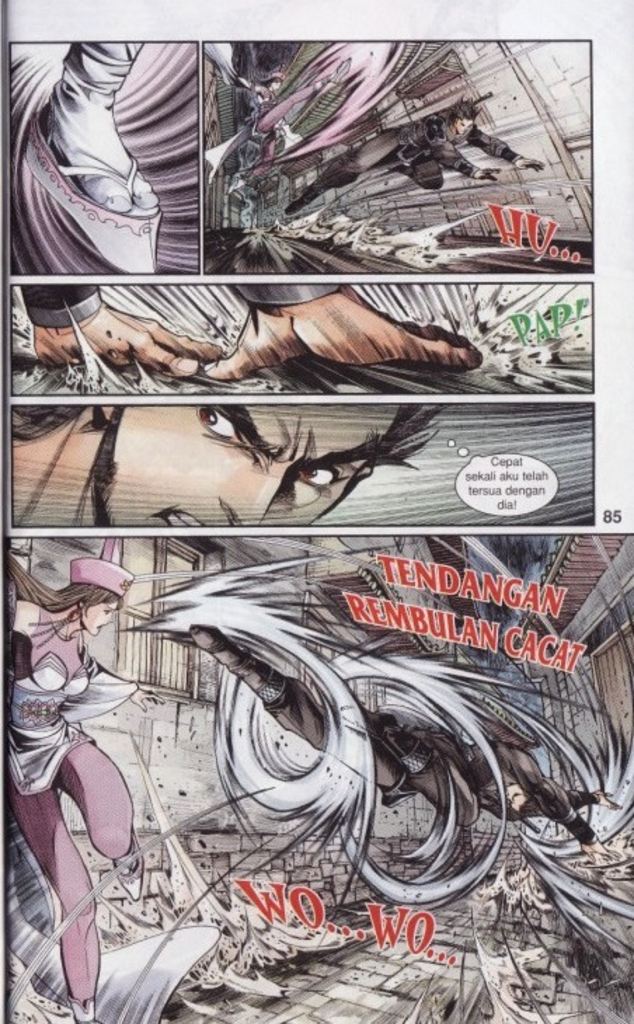 HU...
PAP!
Cepat
sekali aku telah
tersua dengan
dia!
85
TENDANGAN
REMBULAN CACAT
WO...WO...